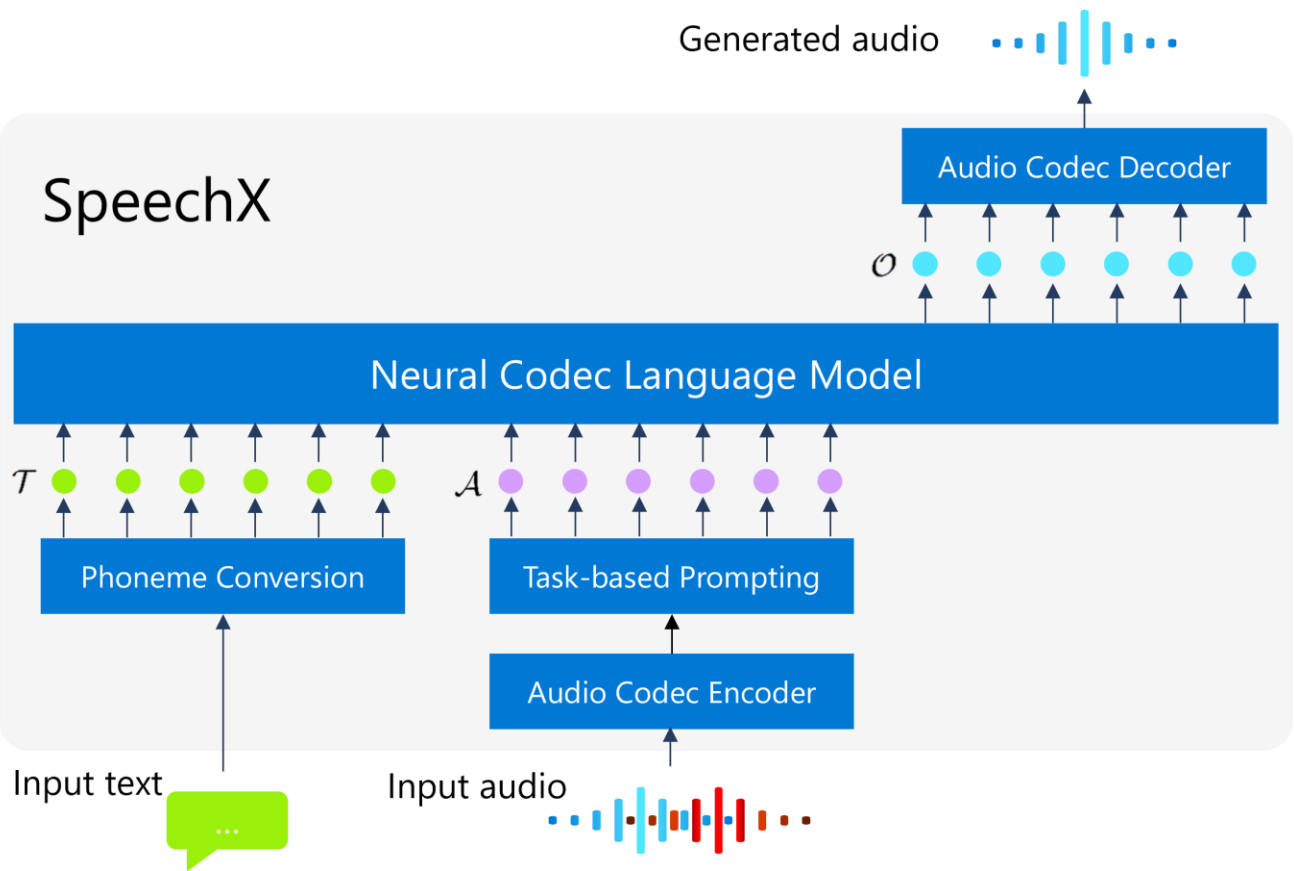 Generated audio
Audio Codec Decoder
SpeechX
𝒪
Neural Codec Language Model
𝒯
𝒜
Phoneme Conversion
Task-based Prompting
Audio Codec Encoder
Input text
Input audio
...